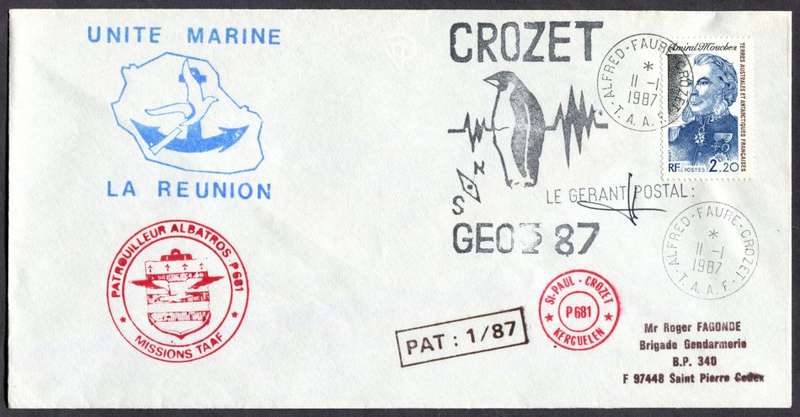 UNITE MARINE
LA REUNION
PATROUILLEUR ALBATROS P681
★ MISSIONS TAAF ★
CROZET
N
S
GEO 87
LE GERANT POSTAL:
ALFRED-FAURE-CROZET
*
11-1
1987
-T.A.A.F.-
Amiral Mouchez
TERRES AUSTRALES ET ANTARCTIQUES FRANÇAISES
RF POSTES 2,20
ALFRED-FAURE-CROZET
*
11-1
1987
-T.A.A.F.-
St-PAUL - CROZET
★ P681 ★
KERGUELEN
PAT : 1/87
Mr Roger FAGONDE
Brigade Gendarmerie
B.P. 340
F 97448 Saint Pierre Cedex